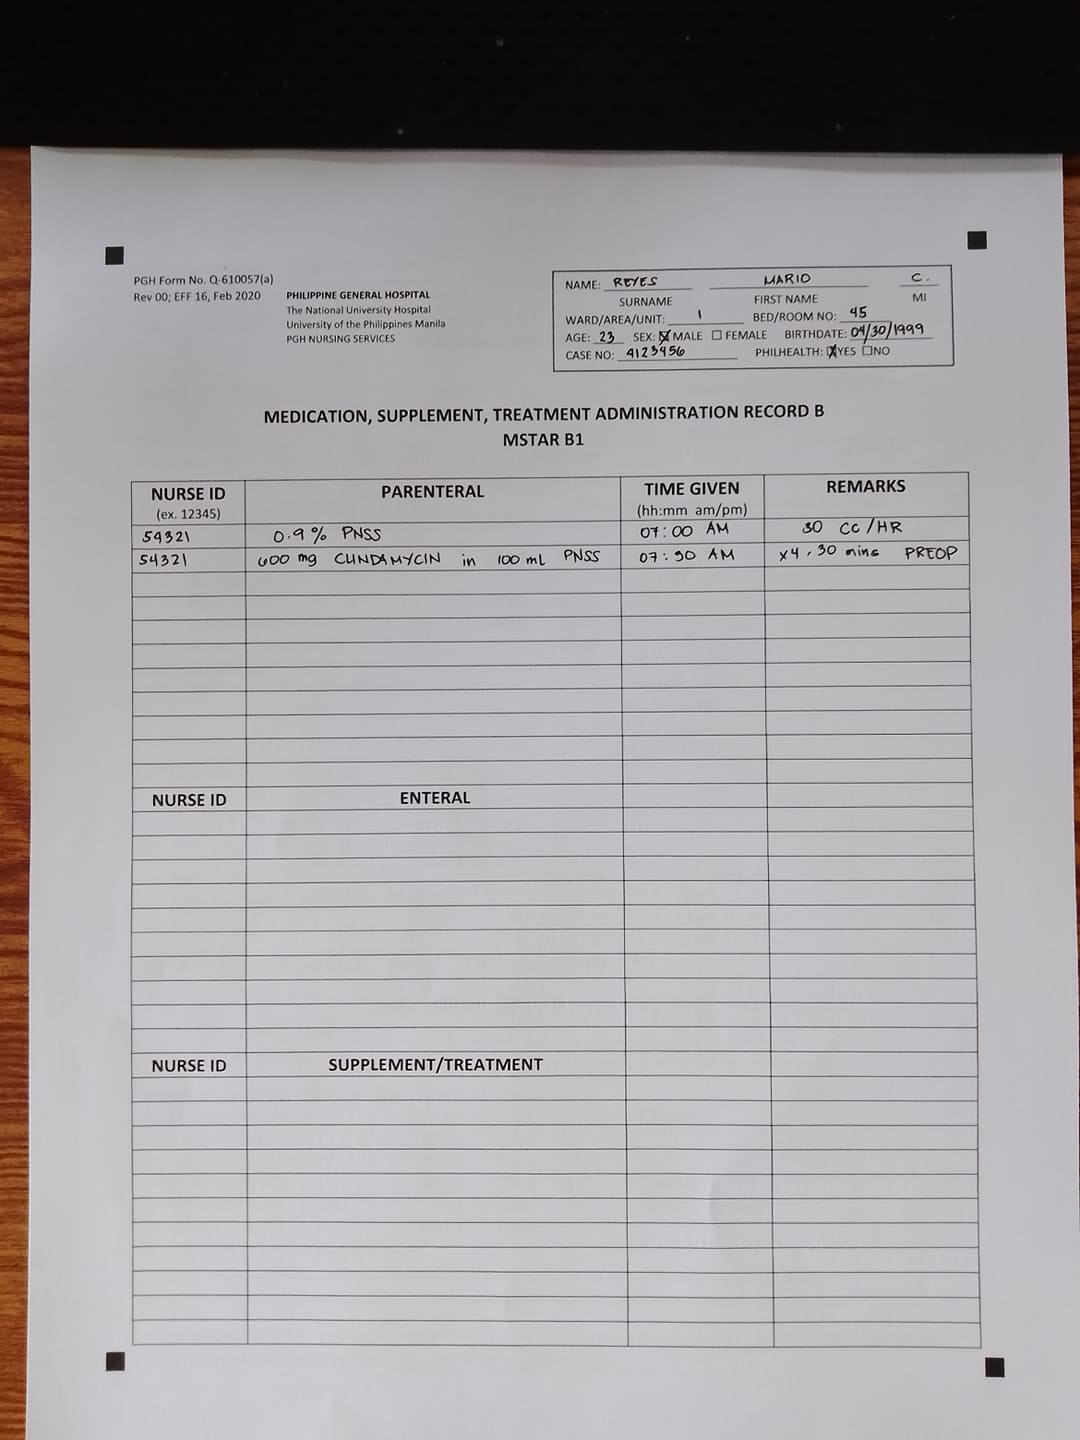 PGH Form No. Q-610057(a)
Rev 00; EFF 16, Feb 2020
PHILIPPINE GENERAL HOSPITAL
The National University Hospital
University of the Philippines Manila
PGH NURSING SERVICES
NAME: REYES MARIO C.
SURNAME FIRST NAME MI
WARD/AREA/UNIT: 1 BED/ROOM NO: 45
AGE: 23 SEX: ☒ MALE ☐ FEMALE BIRTHDATE: 04/30/1999
CASE NO: 4123456 PHILHEALTH: ☒YES ☐NO
MEDICATION, SUPPLEMENT, TREATMENT ADMINISTRATION RECORD B
MSTAR B1
NURSE ID PARENTERAL TIME GIVEN REMARKS
(ex. 12345) (hh:mm am/pm)
54321 0.9% PNSS 07:00 AM 30 CC/HR
54321 600 mg CLINDAMYCIN in 100 ml PNSS 07:30 AM x4, 30 mins PREOP
NURSE ID ENTERAL
NURSE ID SUPPLEMENT/TREATMENT